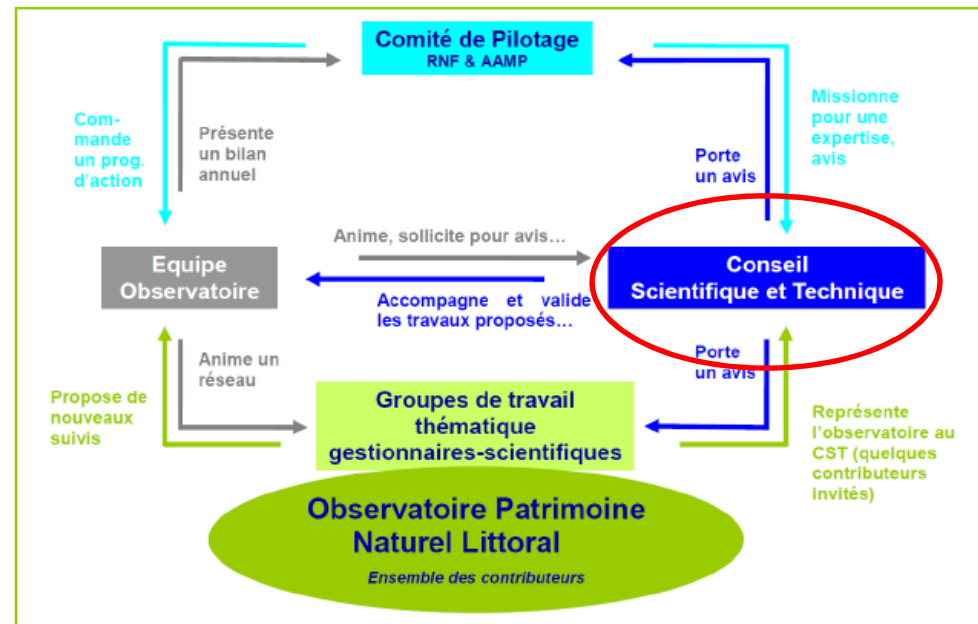 Comité de Pilotage
RNF & AAMP
Com-
mande
un prog.
d'action
Présente
un bilan
annuel
Missionne
pour une
expertise,
avis
Porte
un avis
Anime, sollicite pour avis…
Equipe
Observatoire
Conseil
Scientifique et Technique
Accompagne et valide
les travaux proposés…
Anime un
réseau
Porte
un avis
Propose de
nouveaux
suivis
Groupes de travail
thématique
gestionnaires-scientifiques
Représente
l'observatoire au
CST (quelques
contributeurs
invités)
Observatoire Patrimoine
Naturel Littoral
Ensemble des contributeurs